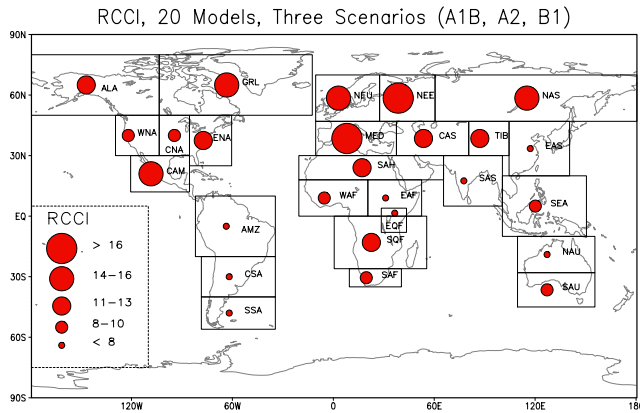 RCCI, 20 Models, Three Scenarios (A1B, A2, B1)
90N
60N
30N
EQ
30S
60S
90S
120W
60W
0
60E
120E
180
ALA
GRL
WNA
CNA
ENA
CAM
AMZ
CSA
SSA
NEU
NEE
NAS
MED
CAS
TIB
EAS
SAH
SAS
WAF
EAF
SEA
EQF
SQF
SAF
NAU
SAU
RCCI
> 16
14-16
11-13
8-10
< 8